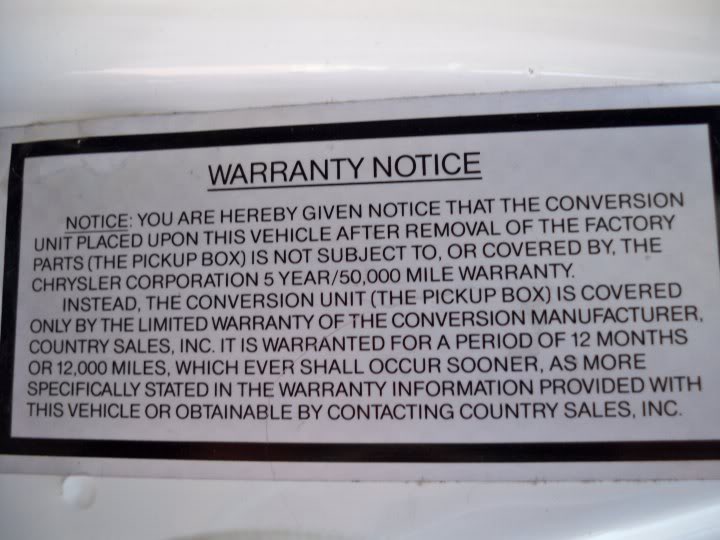 WARRANTY NOTICE
NOTICE: YOU ARE HEREBY GIVEN NOTICE THAT THE CONVERSION
UNIT PLACED UPON THIS VEHICLE AFTER REMOVAL OF THE FACTORY
PARTS (THE PICKUP BOX) IS NOT SUBJECT TO, OR COVERED BY, THE
CHRYSLER CORPORATION 5 YEAR/50,000 MILE WARRANTY.
INSTEAD, THE CONVERSION UNIT (THE PICKUP BOX) IS COVERED
ONLY BY THE LIMITED WARRANTY OF THE CONVERSION MANUFACTURER,
COUNTRY SALES, INC. IT IS WARRANTED FOR A PERIOD OF 12 MONTHS
OR 12,000 MILES, WHICH EVER SHALL OCCUR SOONER, AS MORE
SPECIFICALLY STATED IN THE WARRANTY INFORMATION PROVIDED WITH
THIS VEHICLE OR OBTAINABLE BY CONTACTING COUNTRY SALES, INC.